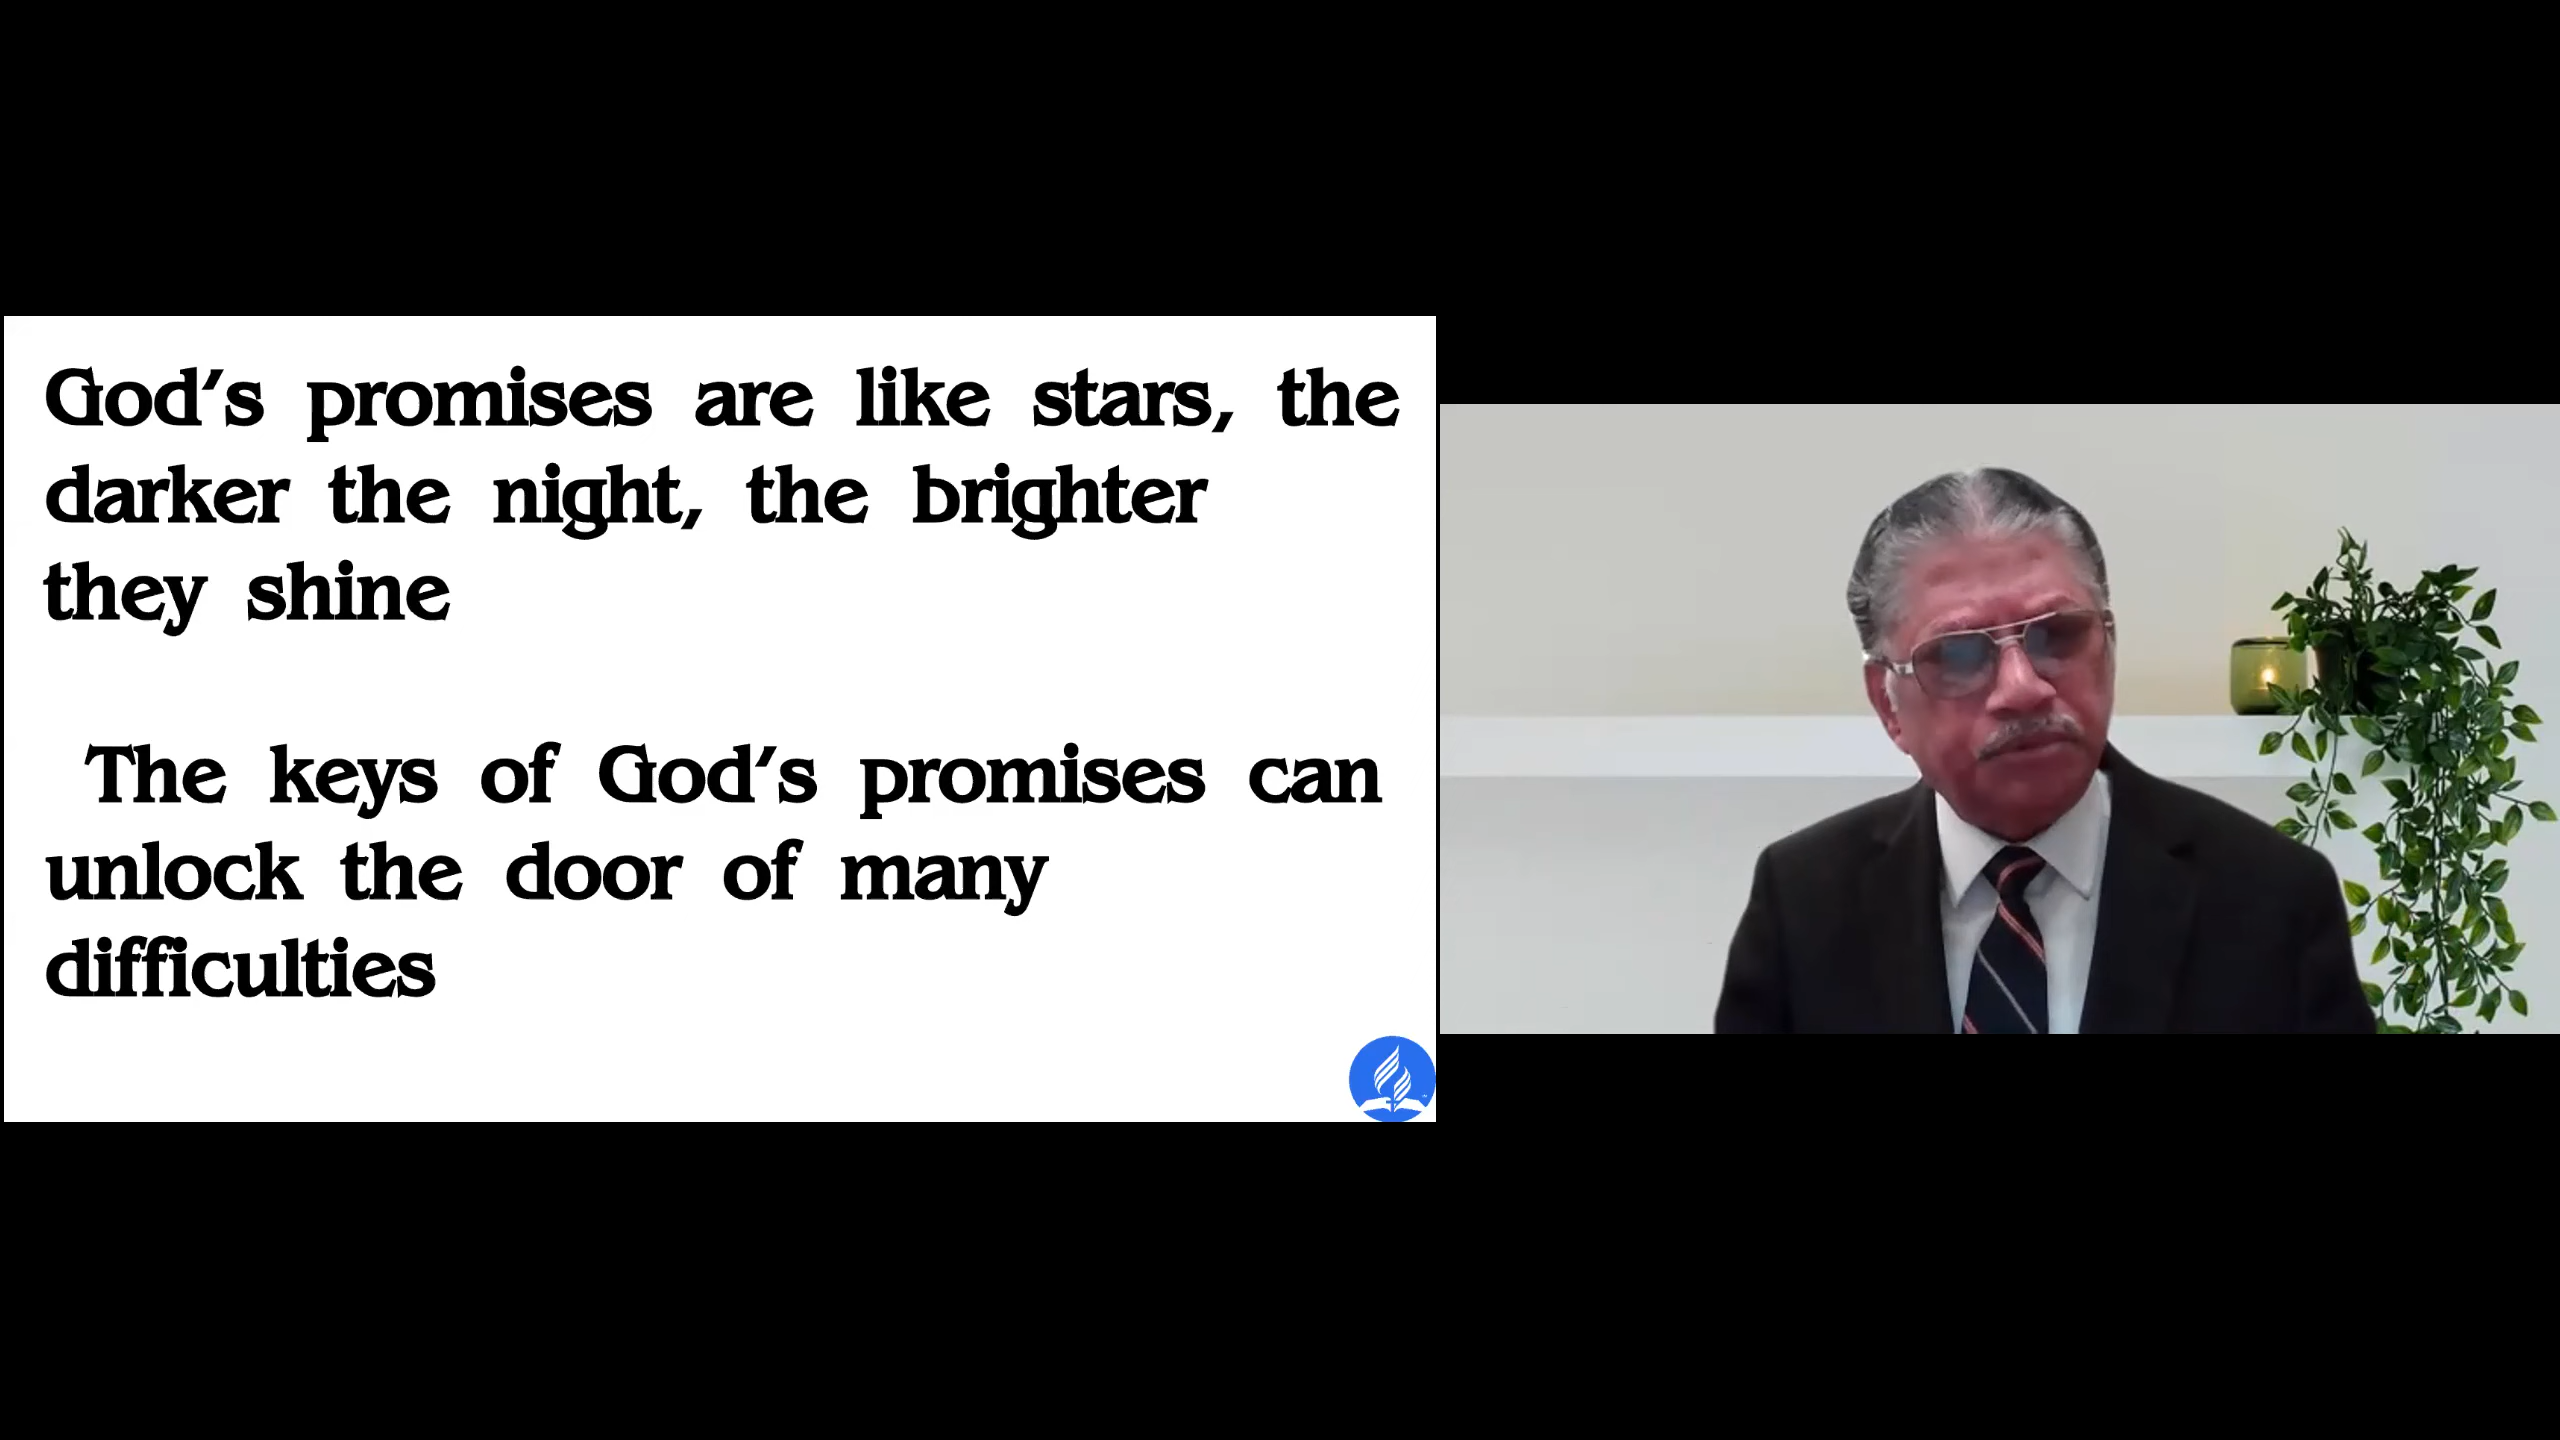 God’s promises are like stars, the
darker the night, the brighter
they shine
The keys of God’s promises can
unlock the door of many
difficulties